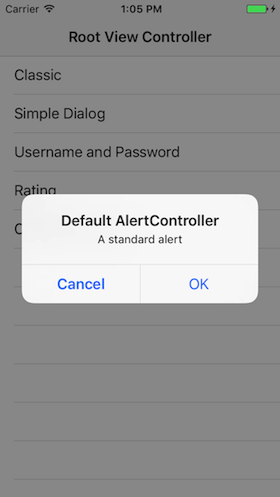 Carrier 1:05 PM
Root View Controller
Classic
Simple Dialog
Username and Password
Rating
Default AlertController
A standard alert
Cancel OK